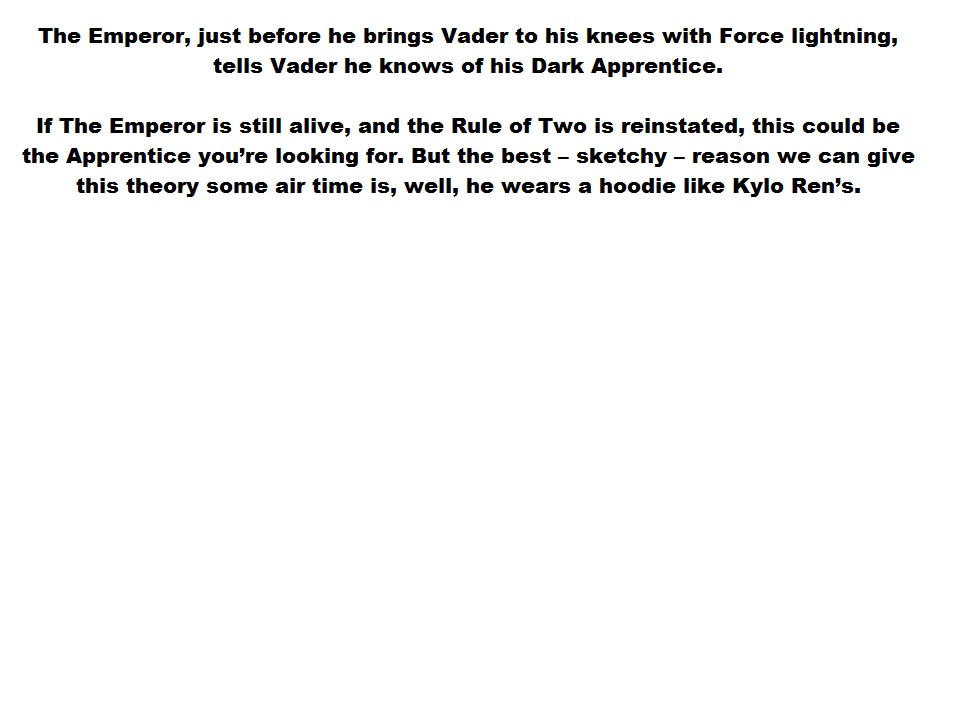 The Emperor, just before he brings Vader to his knees with Force lightning,
tells Vader he knows of his Dark Apprentice.
If The Emperor is still alive, and the Rule of Two is reinstated, this could be
the Apprentice you’re looking for. But the best – sketchy – reason we can give
this theory some air time is, well, he wears a hoodie like Kylo Ren’s.